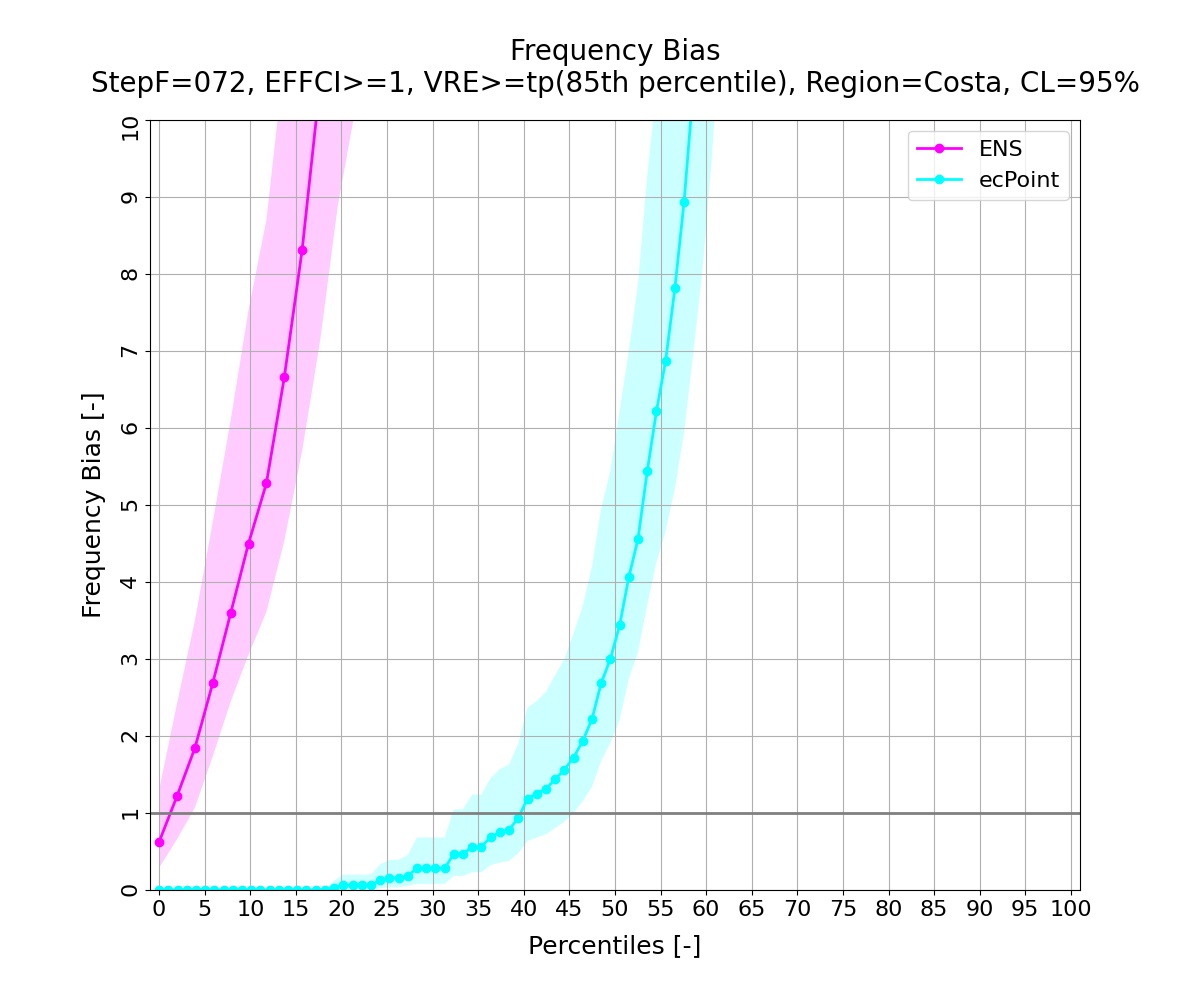 Frequency Bias
StepF=072, EFFCI>=1, VRE>=tp(85th percentile), Region=Costa, CL=95%
ENS
ecPoint
10
9
8
7
6
5
4
3
2
1
0
Frequency Bias [-]
0 5 10 15 20 25 30 35 40 45 50 55 60 65 70 75 80 85 90 95 100
Percentiles [-]